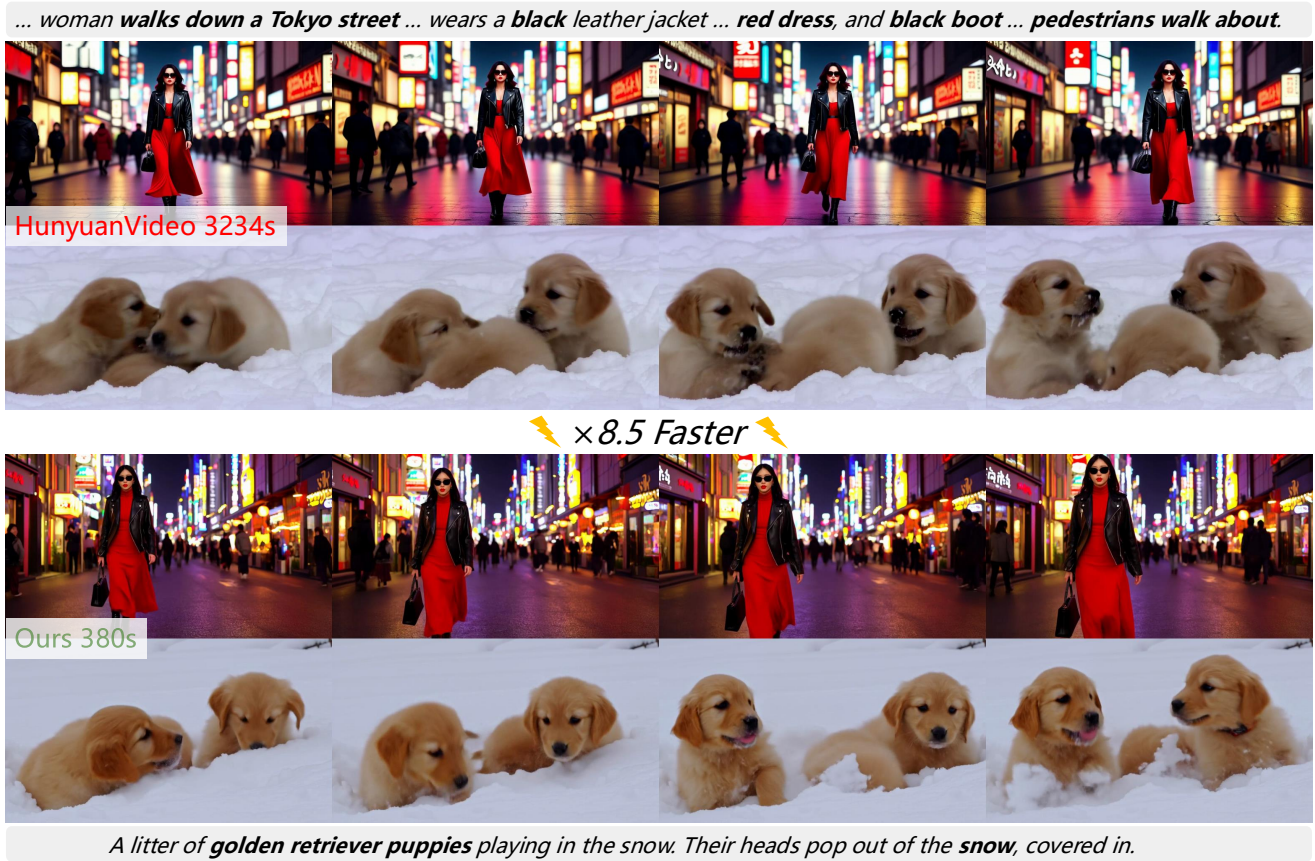 ... woman walks down a Tokyo street ... wears a black leather jacket ... red dress, and black boot ... pedestrians walk about.
HunyuanVideo 3234s
×8.5 Faster
Ours 380s
A litter of golden retriever puppies playing in the snow. Their heads pop out of the snow, covered in.